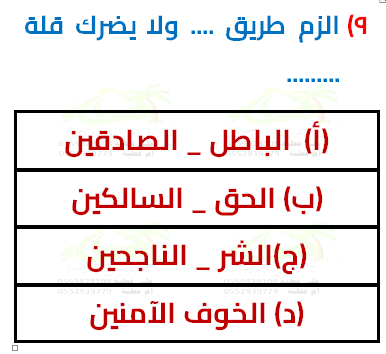 ٩) الزم طريق .... ولا يضرك قلة
.........
(أ) الباطل _ الصادقين
(ب) الحق _ السالكين
(ج)الشر _ الناجحين
(د) الخوف الآمنين